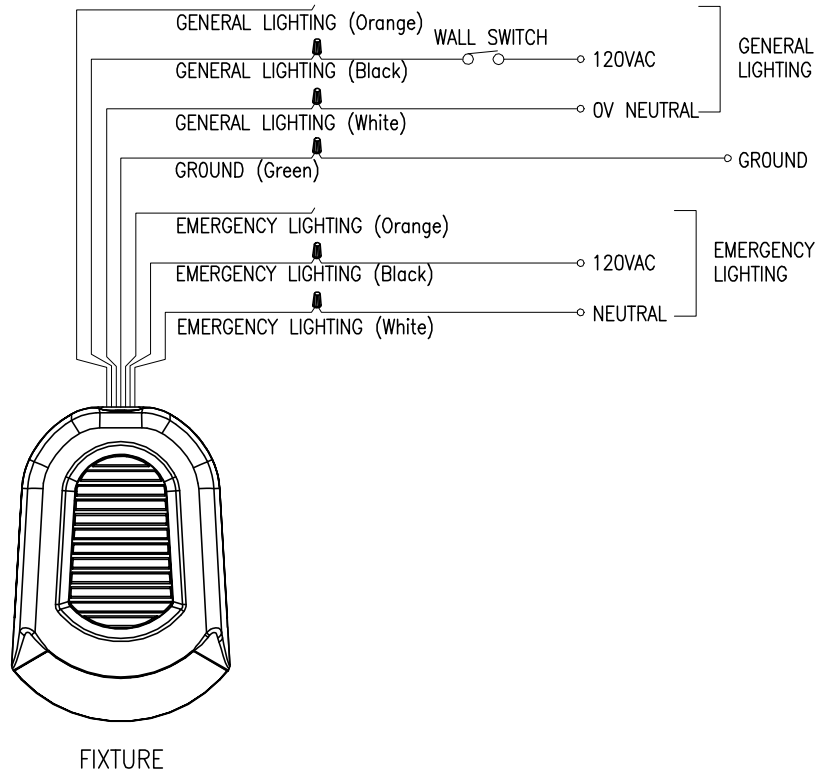 GENERAL LIGHTING (Orange)
WALL SWITCH
GENERAL LIGHTING (Black)
120VAC
GENERAL
LIGHTING
GENERAL LIGHTING (White)
0V NEUTRAL
GROUND (Green)
GROUND
EMERGENCY LIGHTING (Orange)
EMERGENCY LIGHTING (Black)
120VAC
EMERGENCY
LIGHTING
EMERGENCY LIGHTING (White)
NEUTRAL
FIXTURE